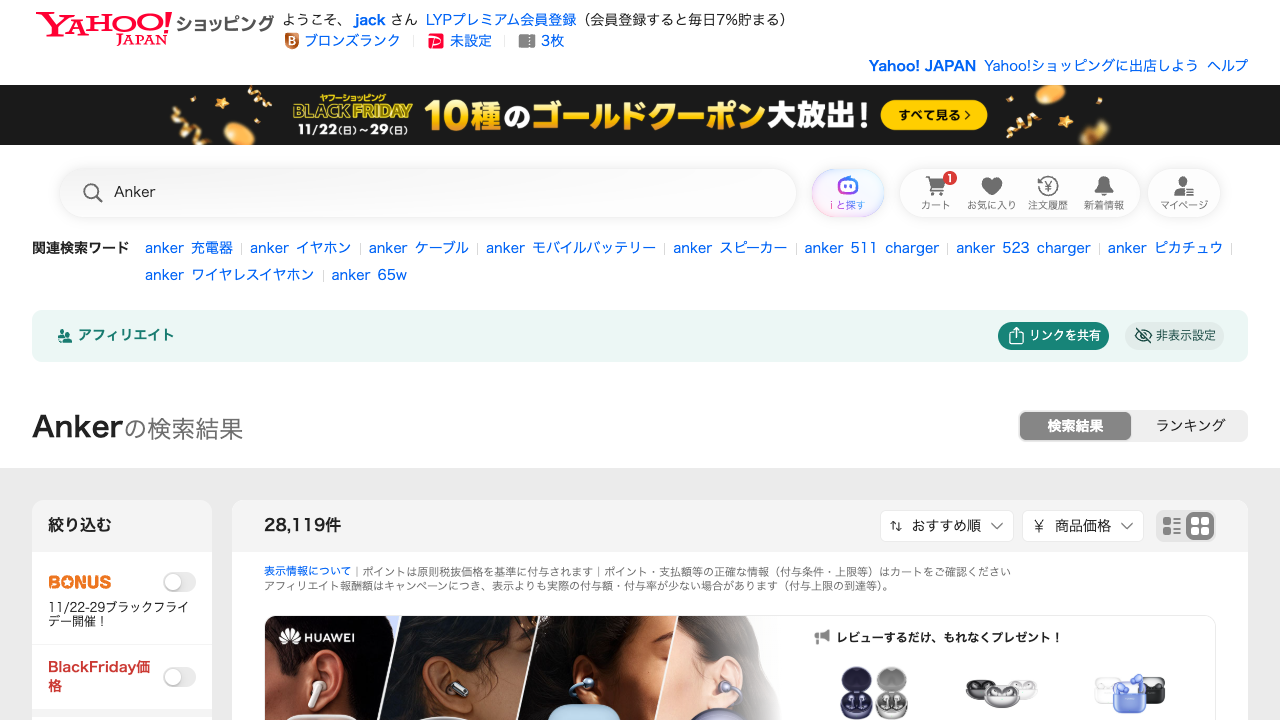 YAHOO! JAPAN ショッピング
ようこそ、 jack さん LYPプレミアム会員登録（会員登録すると毎日7%貯まる）
B ブロンズランク 未設定 3枚
Yahoo! JAPAN Yahoo!ショッピングに出店しよう ヘルプ
ヤフーショッピング
BLACK FRIDAY
11/22(日)～29(日)
10種のゴールドクーポン大放出！
すべて見る
Anker
iと探す
1
カート お気に入り 注文履歴 新着情報 マイページ
関連検索ワード anker 充電器 anker イヤホン anker ケーブル anker モバイルバッテリー anker スピーカー anker 511 charger anker 523 charger anker ピカチュウ
anker ワイヤレスイヤホン anker 65w
アフィリエイト リンクを共有 非表示設定
Ankerの検索結果
検索結果 ランキング
絞り込む
28,119件
おすすめ順 ¥ 商品価格
BONUS
11/22-29ブラックフライ
デー開催！
BlackFriday価
格
表示情報について｜ポイントは原則税抜価格を基準に付与されます｜ポイント・支払額等の正確な情報（付与条件・上限等）はカートをご確認ください
アフィリエイト報酬額はキャンペーンにつき、表示よりも実際の付与額・付与率が少ない場合があります（付与上限の到達等）。
HUAWEI
レビューするだけ、もれなくプレゼント！